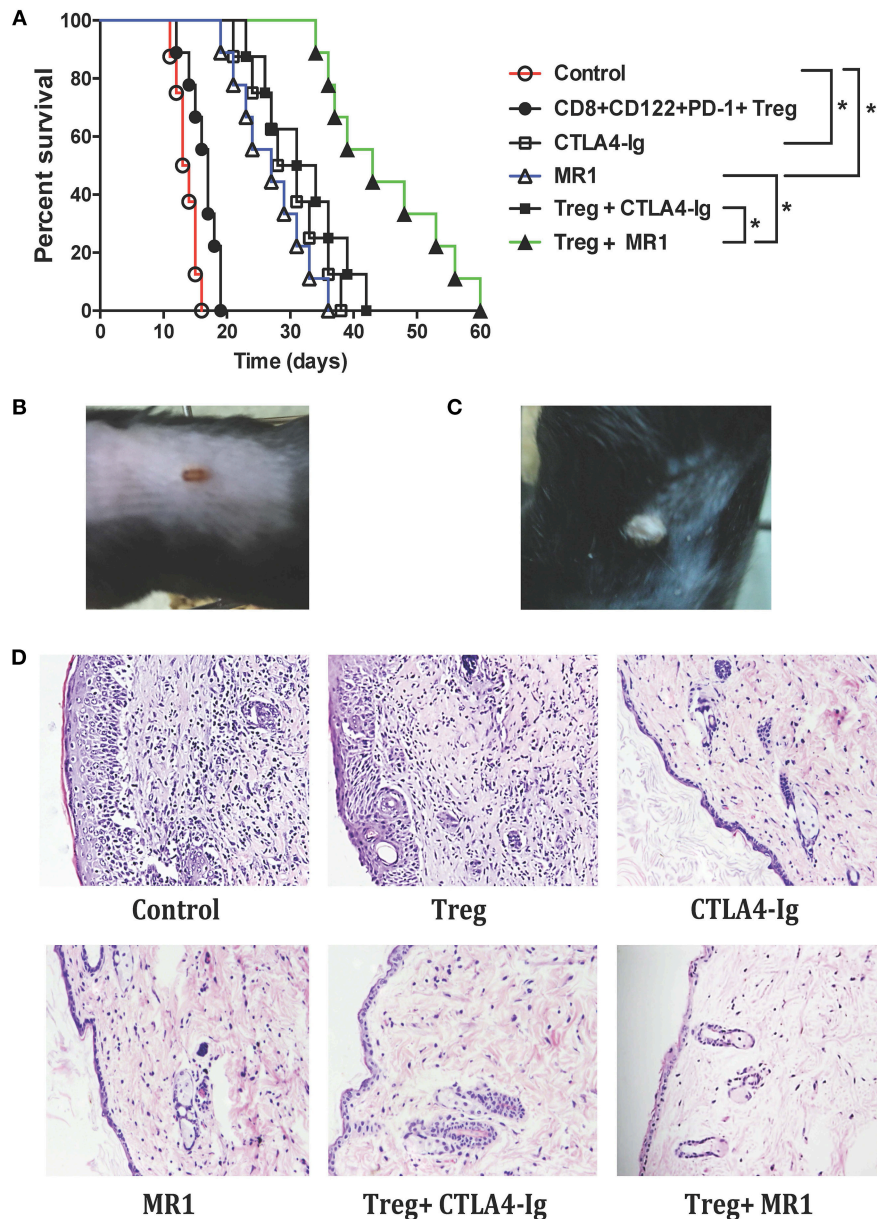 A
100
80
60
40
20
0
Percent survival
0 10 20 30 40 50 60
Time (days)
Control
CD8+CD122+PD-1+ Treg
CTLA4-Ig
MR1
Treg + CTLA4-Ig
Treg + MR1
*
*
*
*
B
C
D
Control
Treg
CTLA4-Ig
MR1
Treg+ CTLA4-Ig
Treg+ MR1